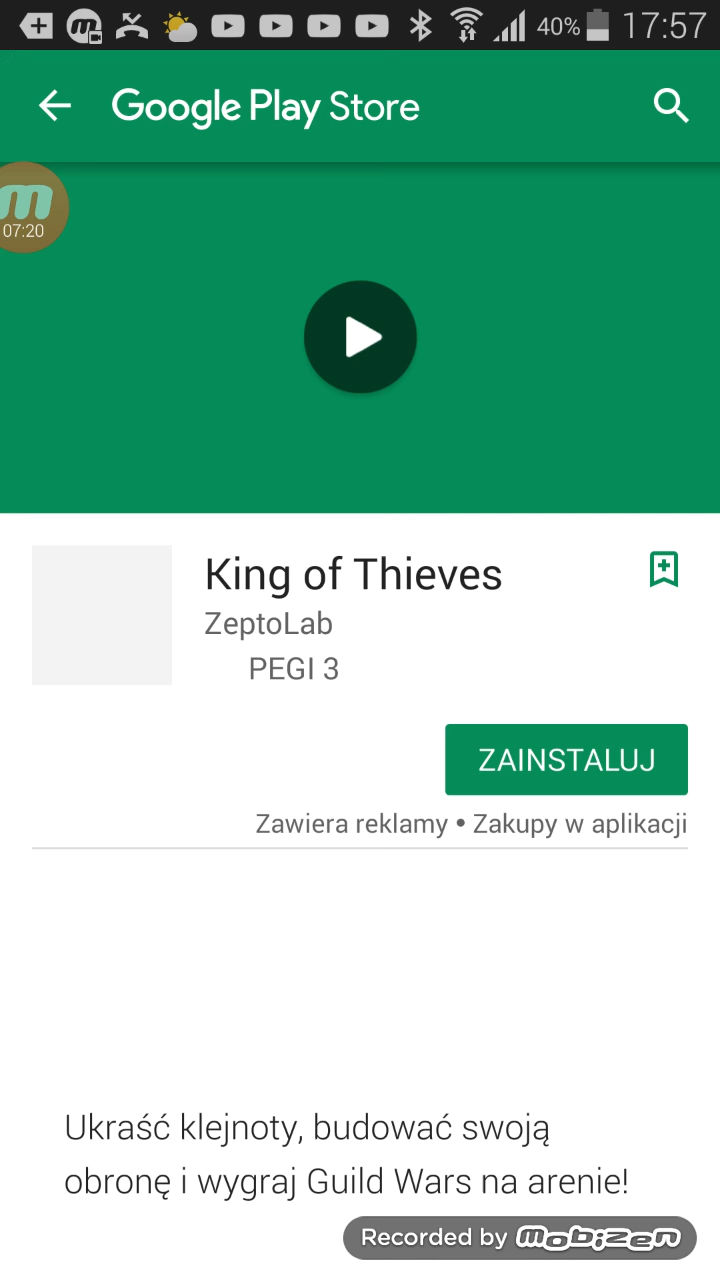 40% 17:57
Google Play Store
m
07:20
King of Thieves
ZeptoLab
PEGI 3
ZAINSTALUJ
Zawiera reklamy • Zakupy w aplikacji
Ukraść klejnoty, budować swoją
obronę i wygraj Guild Wars na arenie!
Recorded by mobizen